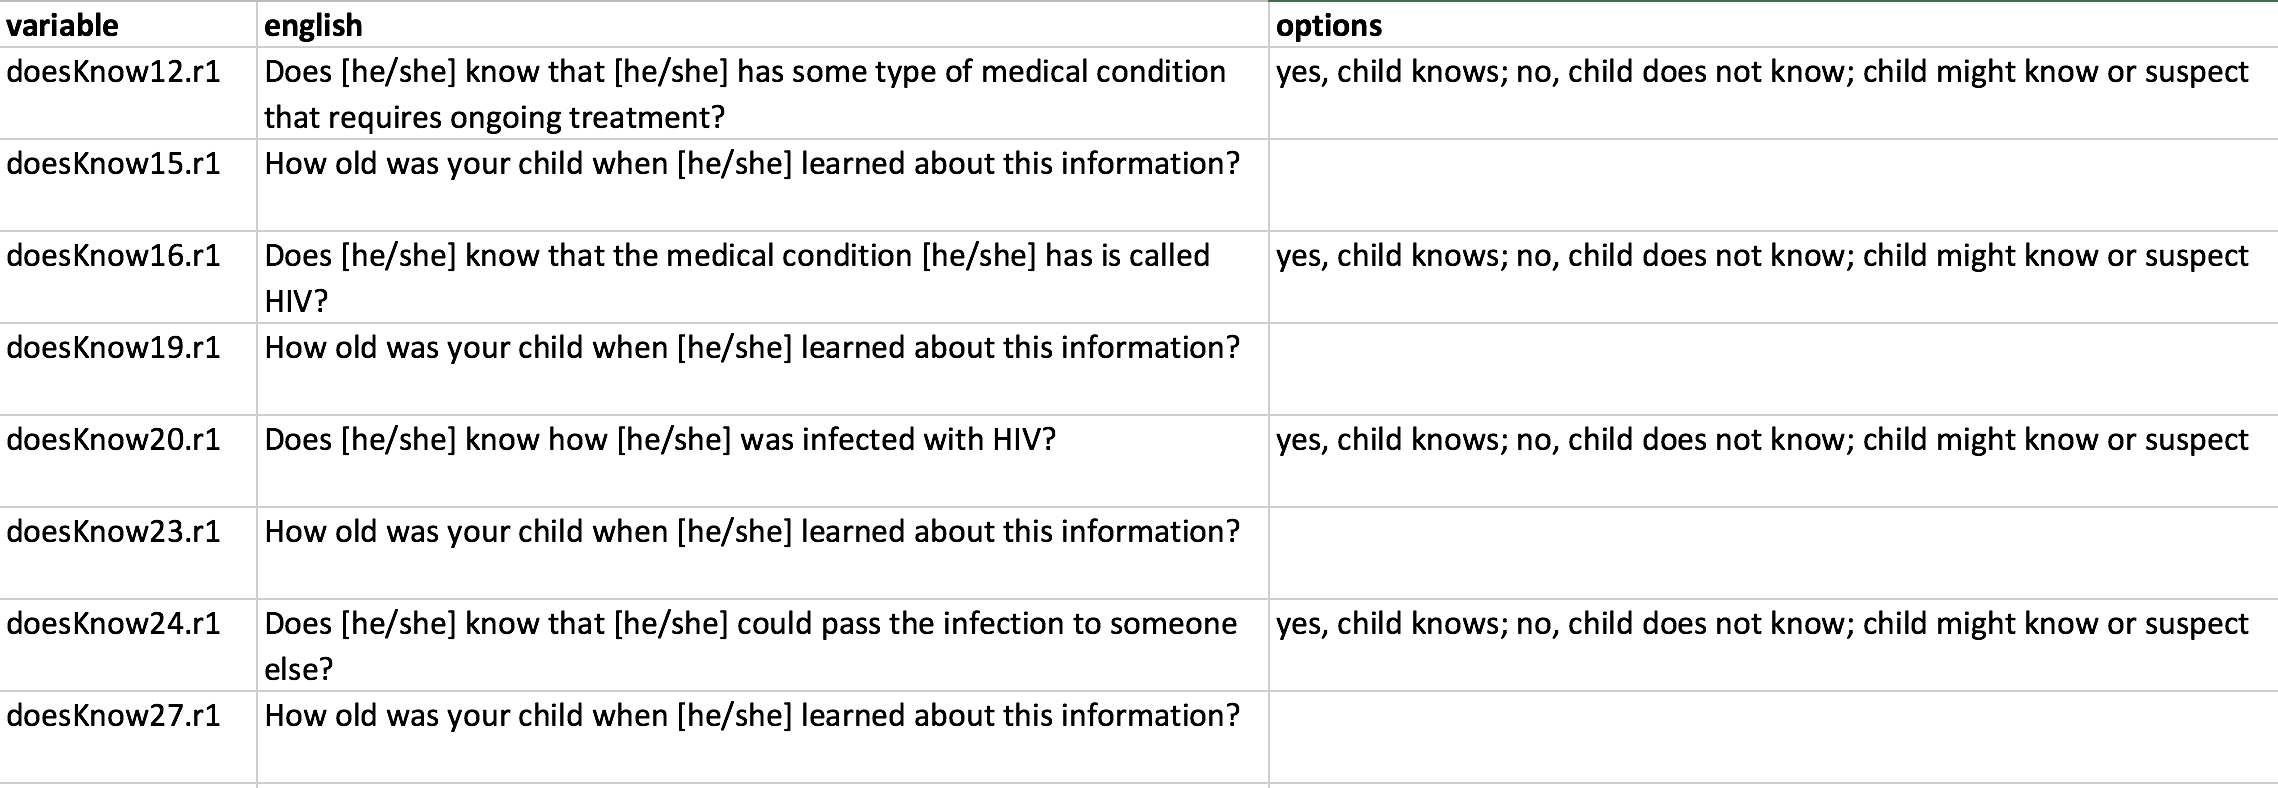 variable english options
doesKnow12.r1 Does [he/she] know that [he/she] has some type of medical condition yes, child knows; no, child does not know; child might know or suspect
that requires ongoing treatment?
doesKnow15.r1 How old was your child when [he/she] learned about this information?
doesKnow16.r1 Does [he/she] know that the medical condition [he/she] has is called yes, child knows; no, child does not know; child might know or suspect
HIV?
doesKnow19.r1 How old was your child when [he/she] learned about this information?
doesKnow20.r1 Does [he/she] know how [he/she] was infected with HIV? yes, child knows; no, child does not know; child might know or suspect
doesKnow23.r1 How old was your child when [he/she] learned about this information?
doesKnow24.r1 Does [he/she] know that [he/she] could pass the infection to someone yes, child knows; no, child does not know; child might know or suspect
else?
doesKnow27.r1 How old was your child when [he/she] learned about this information?